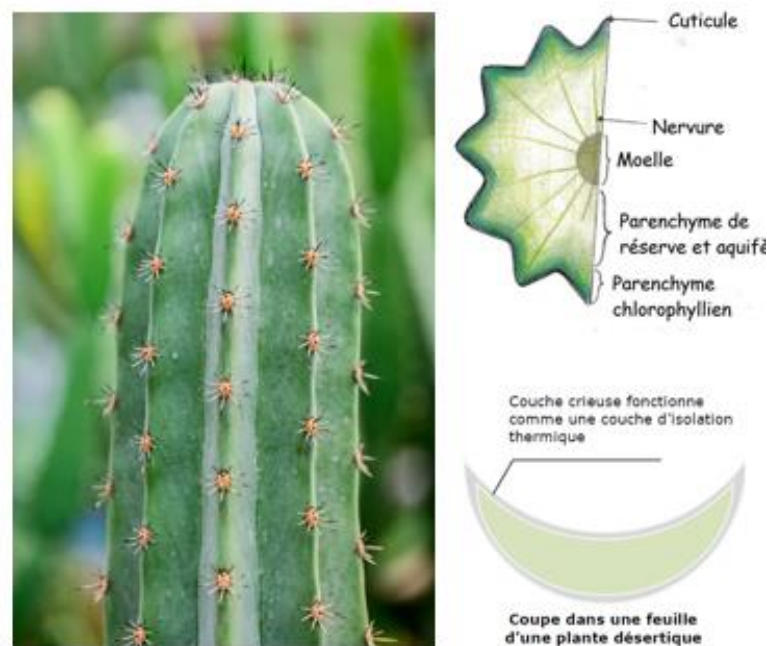 Cuticule
Nervure
Moelle
Parenchyme de
réserve et aquifè
Parenchyme
chlorophyllien
Couche crieuse fonctionne
comme une couche d'isolation
thermique
Coupe dans une feuille
d'une plante désertique